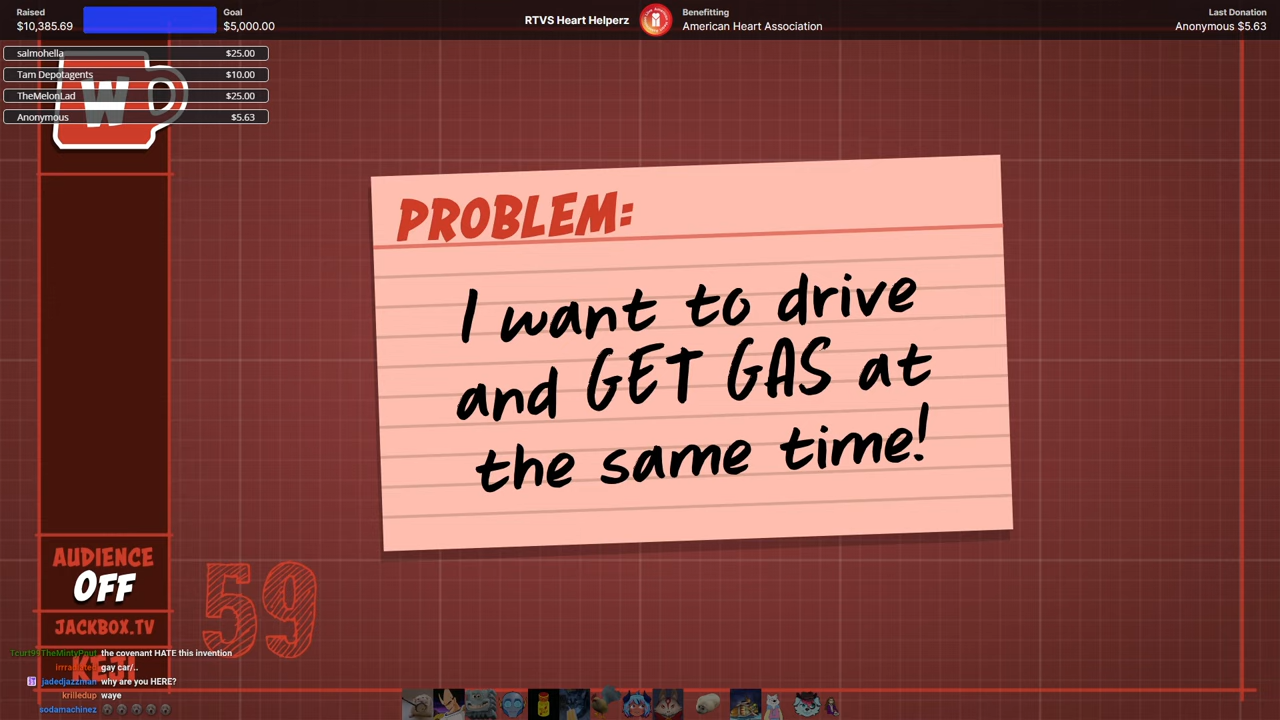 Raised
$10,385.69
Goal
$5,000.00
RTVS Heart Helperz
Benefitting
American Heart Association
Last Donation
Anonymous $5.63
salmohella $25.00
Tam Depotagents $10.00
TheMelonLad $25.00
Anonymous $5.63
W
PROBLEM:
I want to drive
and GET GAS at
the same time!
AUDIENCE
OFF
JACKBOX.TV
59
Tcurt99TheMintyPout the covenant HATE this invention
irradiated gay car/..
jadedjazzman why are you HERE?
krilledup waye
sodamachinez